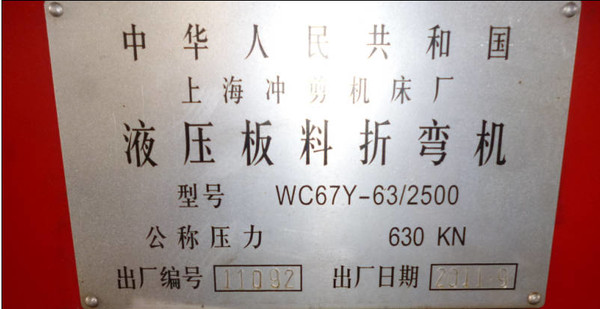 中华人民共和国
上海冲剪机床厂
液压板料折弯机
型号 WC67Y-63/2500
公称压力 630 KN
出厂编号 11092 出厂日期